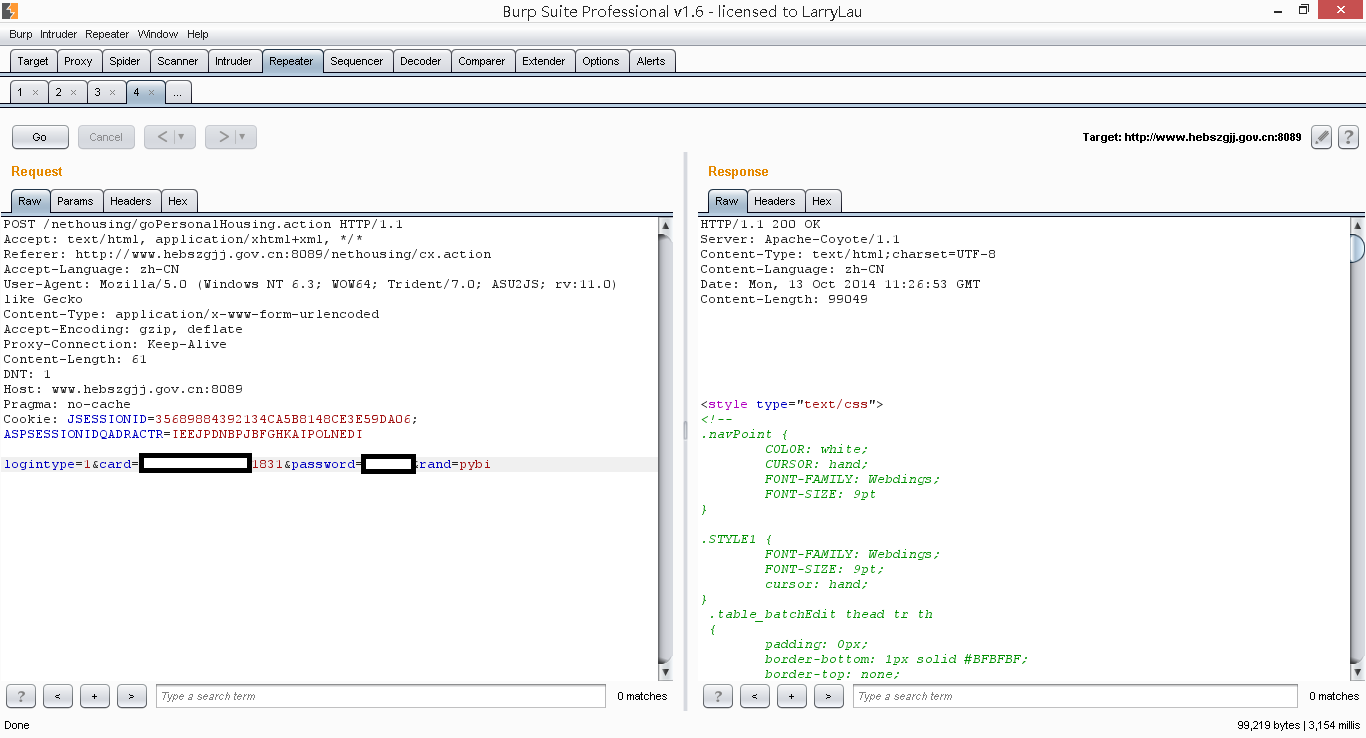 Burp Suite Professional v1.6 - licensed to LarryLau
Burp Intruder Repeater Window Help
Target Proxy Spider Scanner Intruder Repeater Sequencer Decoder Comparer Extender Options Alerts
1 × 2 × 3 × 4 × ...
Go Cancel < | ▼ > | ▼ Target: http://www.hebszgjj.gov.cn:8089 ?
Request
Raw Params Headers Hex
POST /nethousing/goPersonalHousing.action HTTP/1.1
Accept: text/html, application/xhtml+xml, */*
Referer: http://www.hebszgjj.gov.cn:8089/nethousing/cx.action
Accept-Language: zh-CN
User-Agent: Mozilla/5.0 (Windows NT 6.3; WOW64; Trident/7.0; ASU2JS; rv:11.0)
like Gecko
Content-Type: application/x-www-form-urlencoded
Accept-Encoding: gzip, deflate
Proxy-Connection: Keep-Alive
Content-Length: 61
DNT: 1
Host: www.hebszgjj.gov.cn:8089
Pragma: no-cache
Cookie: JSESSIONID=35689884392134CA5B8148CE3E59DA06;
ASPSESSIONIDQADRACTR=IEEJPDNBPJBFGHKAIPOLNEDI
logintype=1&card= 1831&password= &rand=pybi
? < + > Type a search term 0 matches
Response
Raw Headers Hex
HTTP/1.1 200 OK
Server: Apache-Coyote/1.1
Content-Type: text/html;charset=UTF-8
Content-Language: zh-CN
Date: Mon, 13 Oct 2014 11:26:53 GMT
Content-Length: 99049
<style type="text/css">
<!--
.navPoint {
COLOR: white;
CURSOR: hand;
FONT-FAMILY: Webdings;
FONT-SIZE: 9pt
}
.STYLE1 {
FONT-FAMILY: Webdings;
FONT-SIZE: 9pt;
cursor: hand;
}
.table_batchEdit thead tr th
{
padding: 0px;
border-bottom: 1px solid #BFBFBF;
border-top: none;
? < + > Type a search term 0 matches
Done 99,219 bytes | 3,154 millis